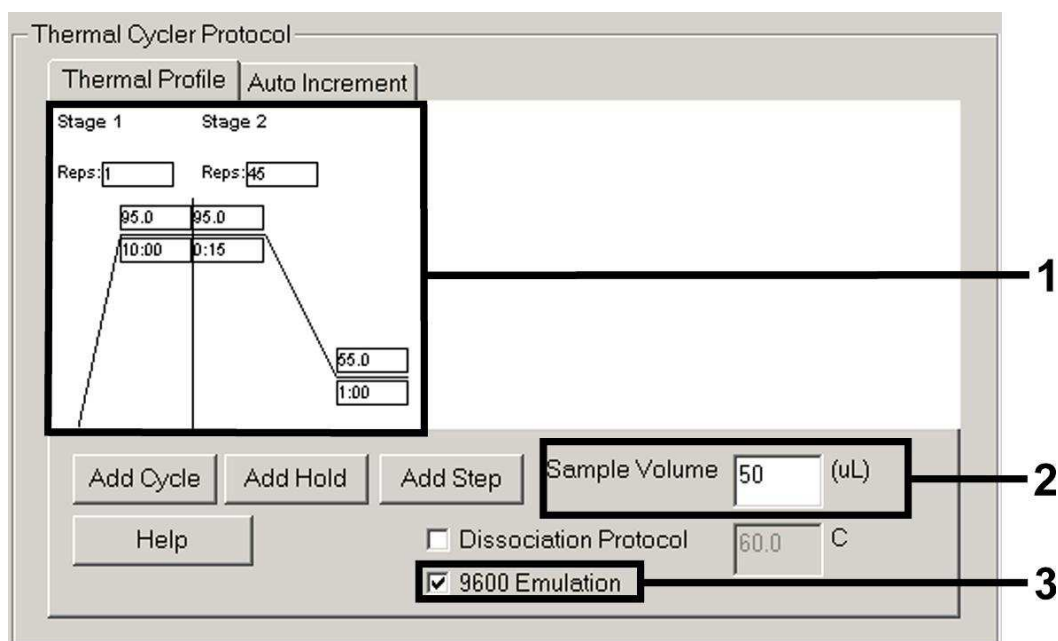 Thermal Cycler Protocol
Thermal Profile Auto Increment
Stage 1 Stage 2
Reps: 1 Reps: 45
95.0 95.0
10:00 0:15
1
55.0
1:00
Add Cycle Add Hold Add Step Sample Volume 50 (uL) 2
Help Dissociation Protocol 60.0 C
9600 Emulation 3